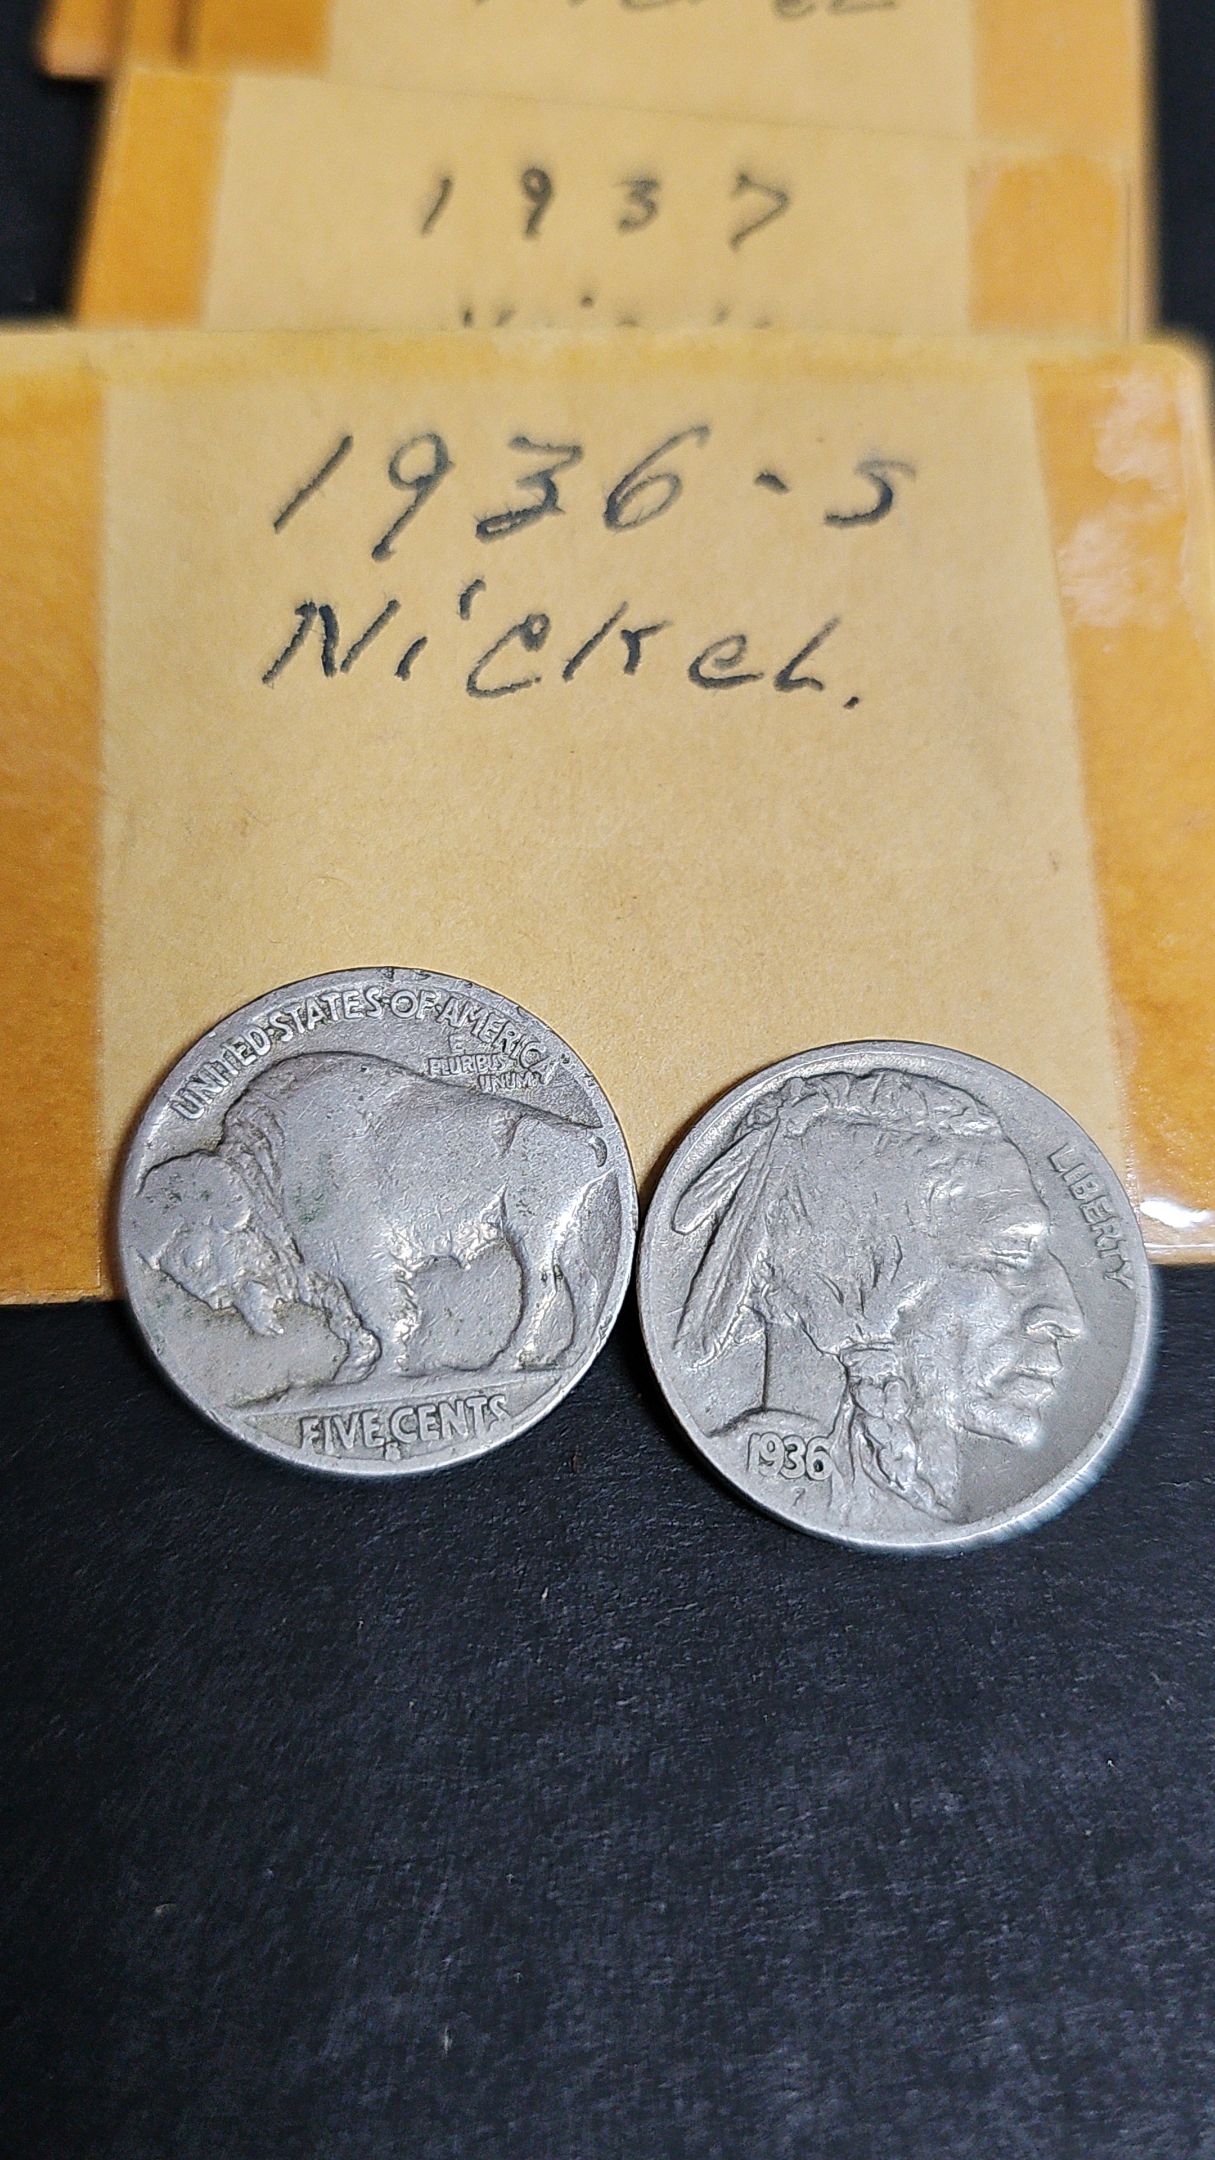 1937
1936-S
Nickel.
UNITED·STATES·OF·AMERICA
E
PLURIBUS
UNUM
FIVE CENTS
S
LIBERTY
1936